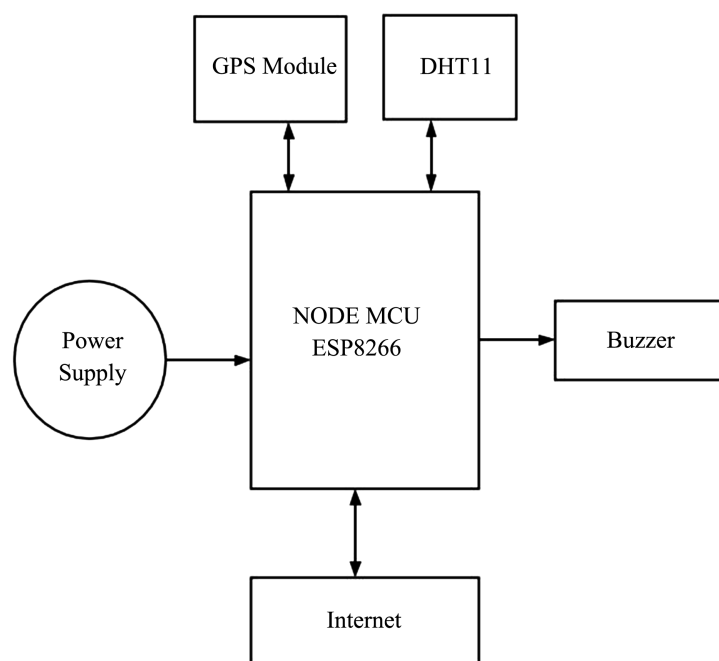 GPS Module
DHT11
NODE MCU
ESP8266
Power
Supply
Buzzer
Internet